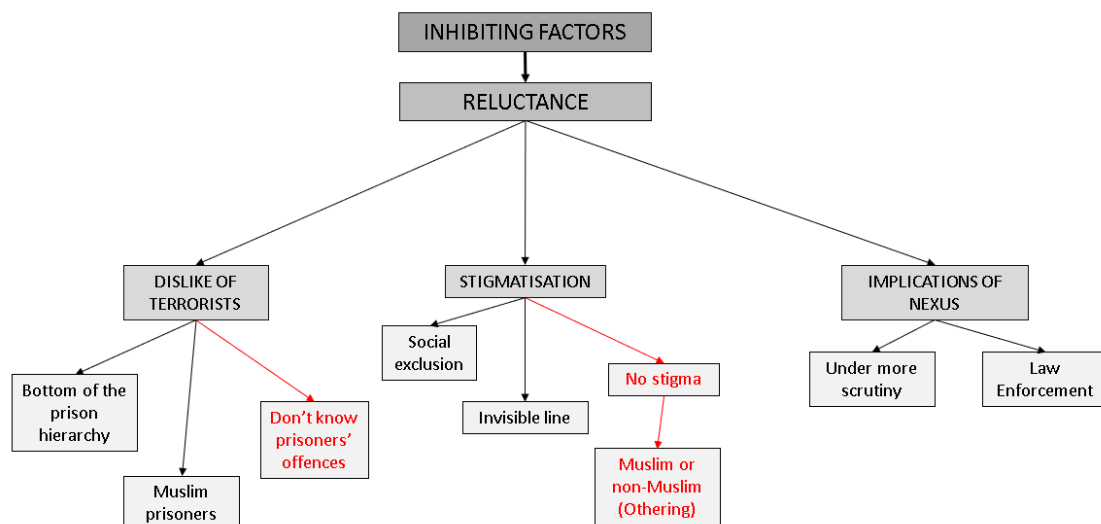 INHIBITING FACTORS
RELUCTANCE
DISLIKE OF
TERRORISTS
STIGMATISATION
IMPLICATIONS OF
NEXUS
Bottom of the
prison
hierarchy
Muslim
prisoners
Don't know
prisoners'
offences
Social
exclusion
Invisible line
No stigma
Muslim or
non-Muslim
(Othering)
Under more
scrutiny
Law
Enforcement